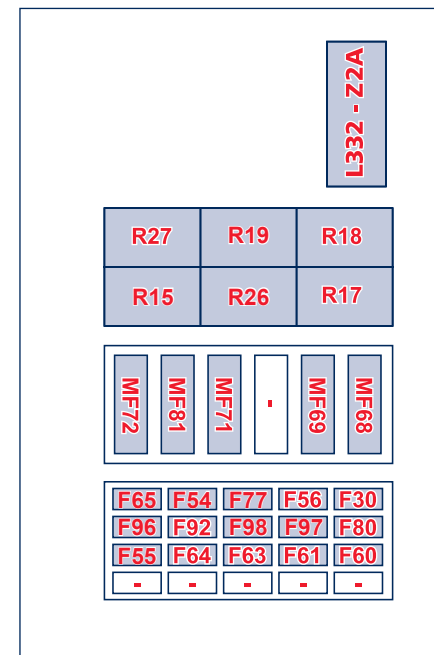 L332 - Z2A
R27 R19 R18
R15 R26 R17
MF72 MF81 MF71 - MF69 MF68
F65 F54 F77 F56 F30
F96 F92 F98 F97 F80
F55 F64 F63 F61 F60
- - - - -